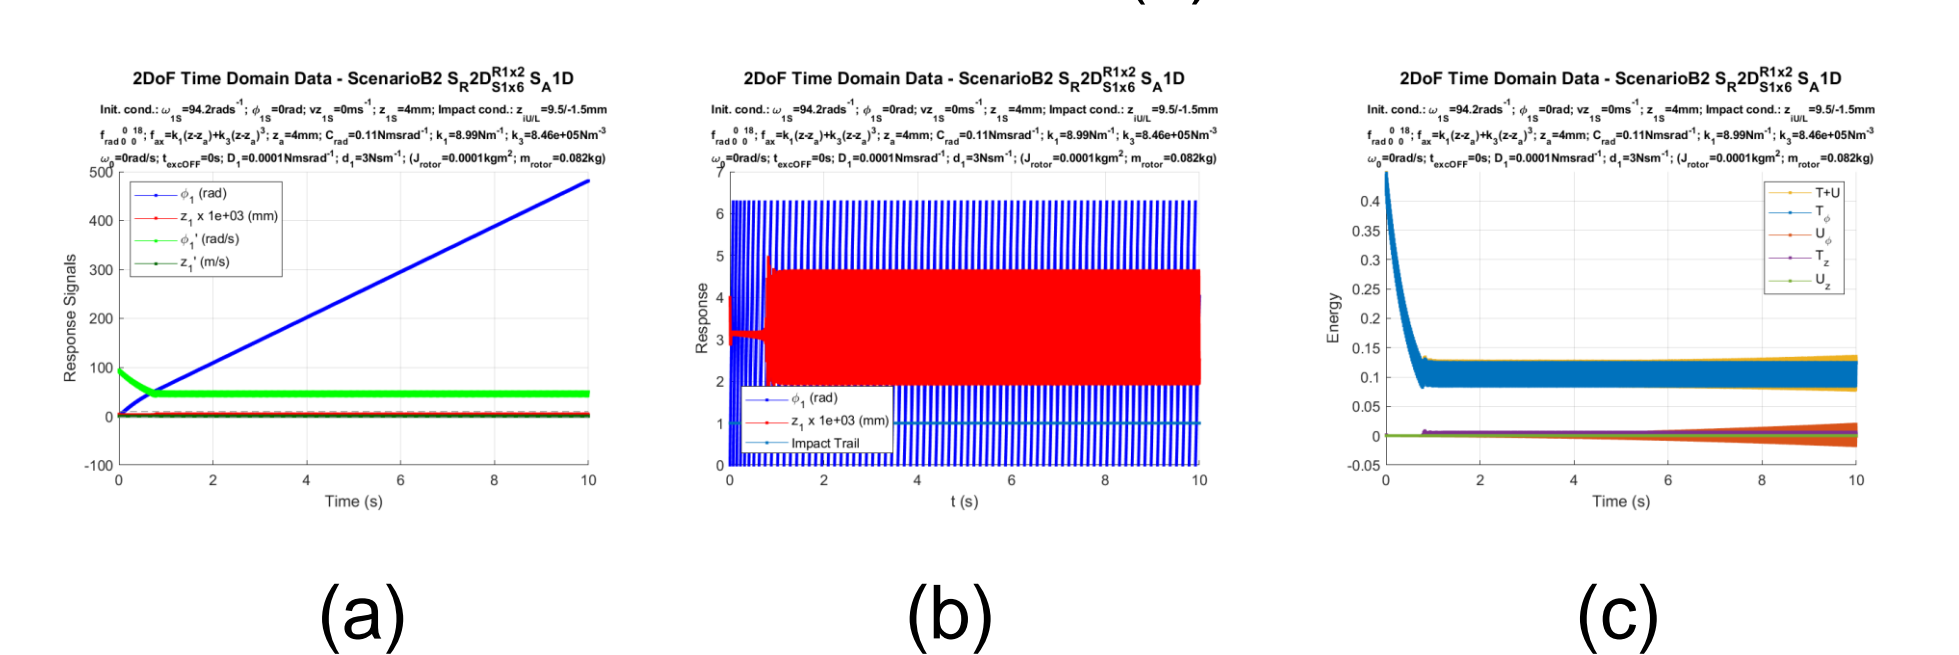 2DoF Time Domain Data - ScenarioB2 S_R2D^R1x2_S1x6 S_A1D
Init. cond.: ω_1S=94.2rads^-1; ϕ_1S=0rad; vz_1S=0ms^-1; z_1S=4mm; Impact cond.: z_iU/L=9.5/-1.5mm
f_rad 0 0 0 18; f_ax=k_1(z-z_a)+k_3(z-z_a)^3; z_a=4mm; C_rad=0.11Nmsrad^-1; k_1=8.99Nm^-1; k_3=8.46e+05Nm^-3
ω_0=0rad/s; t_excOFF=0s; D_1=0.0001Nmsrad^-1; d_1=3Nsm^-1; (J_rotor=0.0001kgm^2; m_rotor=0.082kg)
500
400
300
200
100
0
-100
Response Signals
ϕ_1 (rad)
z_1 x 1e+03 (mm)
ϕ_1' (rad/s)
z_1' (m/s)
0 2 4 6 8 10
Time (s)
(a)
2DoF Time Domain Data - ScenarioB2 S_R2D^R1x2_S1x6 S_A1D
Init. cond.: ω_1S=94.2rads^-1; ϕ_1S=0rad; vz_1S=0ms^-1; z_1S=4mm; Impact cond.: z_iU/L=9.5/-1.5mm
f_rad 0 0 0 18; f_ax=k_1(z-z_a)+k_3(z-z_a)^3; z_a=4mm; C_rad=0.11Nmsrad^-1; k_1=8.99Nm^-1; k_3=8.46e+05Nm^-3
ω_0=0rad/s; t_excOFF=0s; D_1=0.0001Nmsrad^-1; d_1=3Nsm^-1; (J_rotor=0.0001kgm^2; m_rotor=0.082kg)
7
6
5
4
3
2
1
0
Response
ϕ_1 (rad)
z_1 x 1e+03 (mm)
Impact Trail
0 2 4 6 8 10
t (s)
(b)
2DoF Time Domain Data - ScenarioB2 S_R2D^R1x2_S1x6 S_A1D
Init. cond.: ω_1S=94.2rads^-1; ϕ_1S=0rad; vz_1S=0ms^-1; z_1S=4mm; Impact cond.: z_iU/L=9.5/-1.5mm
f_rad 0 0 0 18; f_ax=k_1(z-z_a)+k_3(z-z_a)^3; z_a=4mm; C_rad=0.11Nmsrad^-1; k_1=8.99Nm^-1; k_3=8.46e+05Nm^-3
ω_0=0rad/s; t_excOFF=0s; D_1=0.0001Nmsrad^-1; d_1=3Nsm^-1; (J_rotor=0.0001kgm^2; m_rotor=0.082kg)
0.4
0.35
0.3
0.25
0.2
0.15
0.1
0.05
0
-0.05
Energy
T+U
T_ϕ
U_ϕ
T_z
U_z
0 2 4 6 8 10
Time (s)
(c)